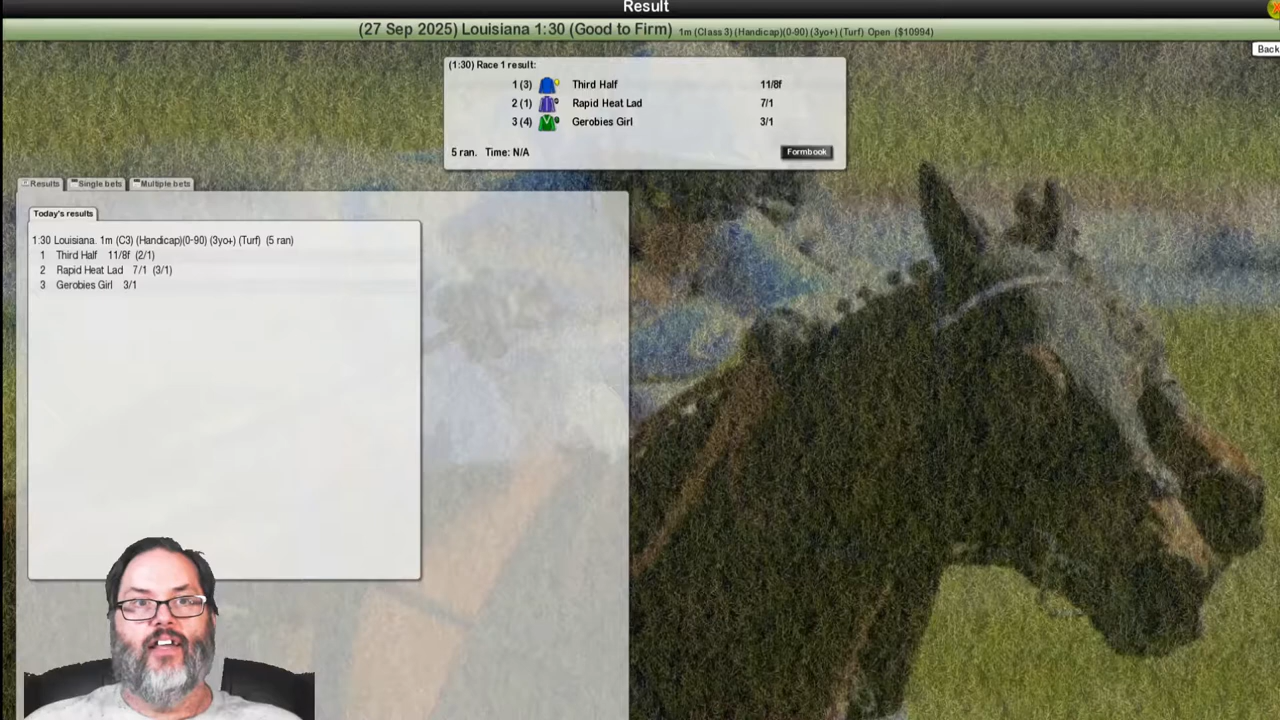 Result
(27 Sep 2025) Louisiana 1:30 (Good to Firm) 1m (Class 3) (Handicap)(0-90) (3yo+) (Turf) Open ($10994)
Back
(1:30) Race 1 result:
1 (3) Third Half 11/8f
2 (1) Rapid Heat Lad 7/1
3 (4) Gerobies Girl 3/1
5 ran. Time: N/A
Formbook
Results Single bets Multiple bets
Today's results
1:30 Louisiana. 1m (C3) (Handicap)(0-90) (3yo+) (Turf) (5 ran)
1 Third Half 11/8f (2/1)
2 Rapid Heat Lad 7/1 (3/1)
3 Gerobies Girl 3/1